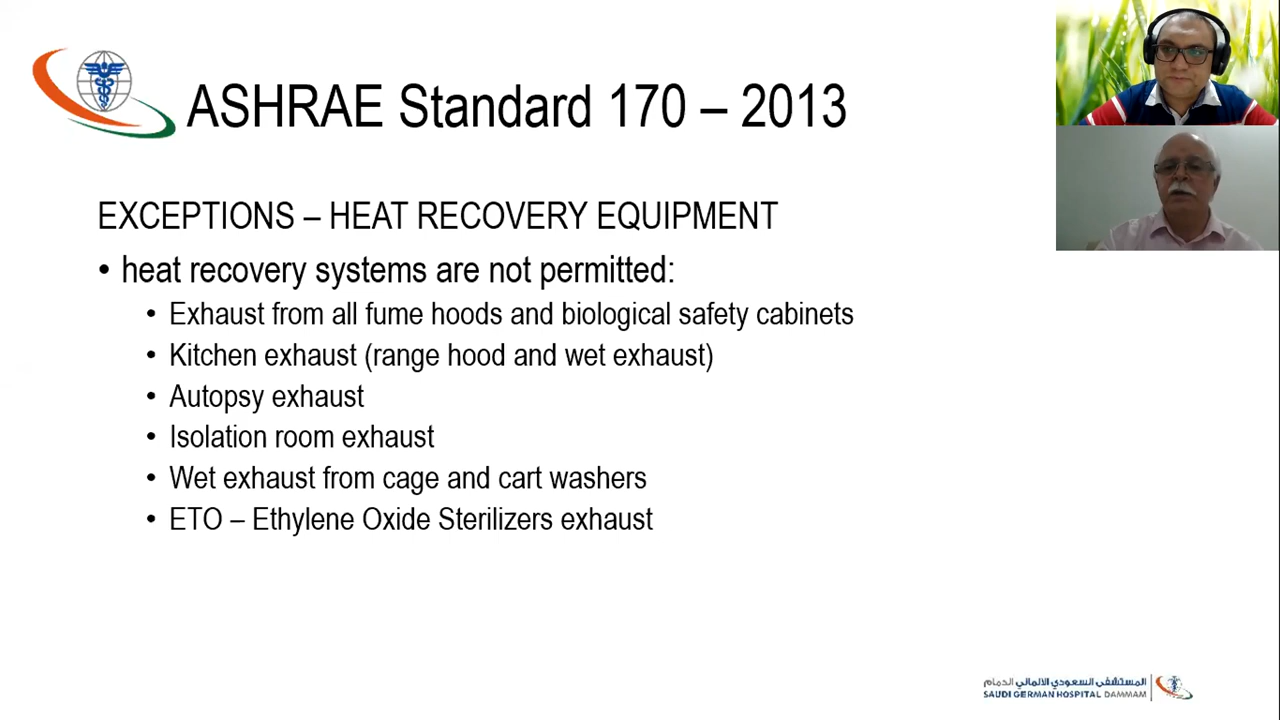 ASHRAE Standard 170 – 2013
EXCEPTIONS – HEAT RECOVERY EQUIPMENT
• heat recovery systems are not permitted:
• Exhaust from all fume hoods and biological safety cabinets
• Kitchen exhaust (range hood and wet exhaust)
• Autopsy exhaust
• Isolation room exhaust
• Wet exhaust from cage and cart washers
• ETO – Ethylene Oxide Sterilizers exhaust
المستشفى السعودي الألماني الدمام
SAUDI GERMAN HOSPITAL DAMMAM